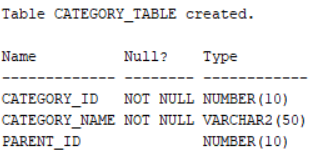 Table CATEGORY_TABLE created.
Name Null? Type
------------- -------- ------------
CATEGORY_ID NOT NULL NUMBER(10)
CATEGORY_NAME NOT NULL VARCHAR2(50)
PARENT_ID NUMBER(10)